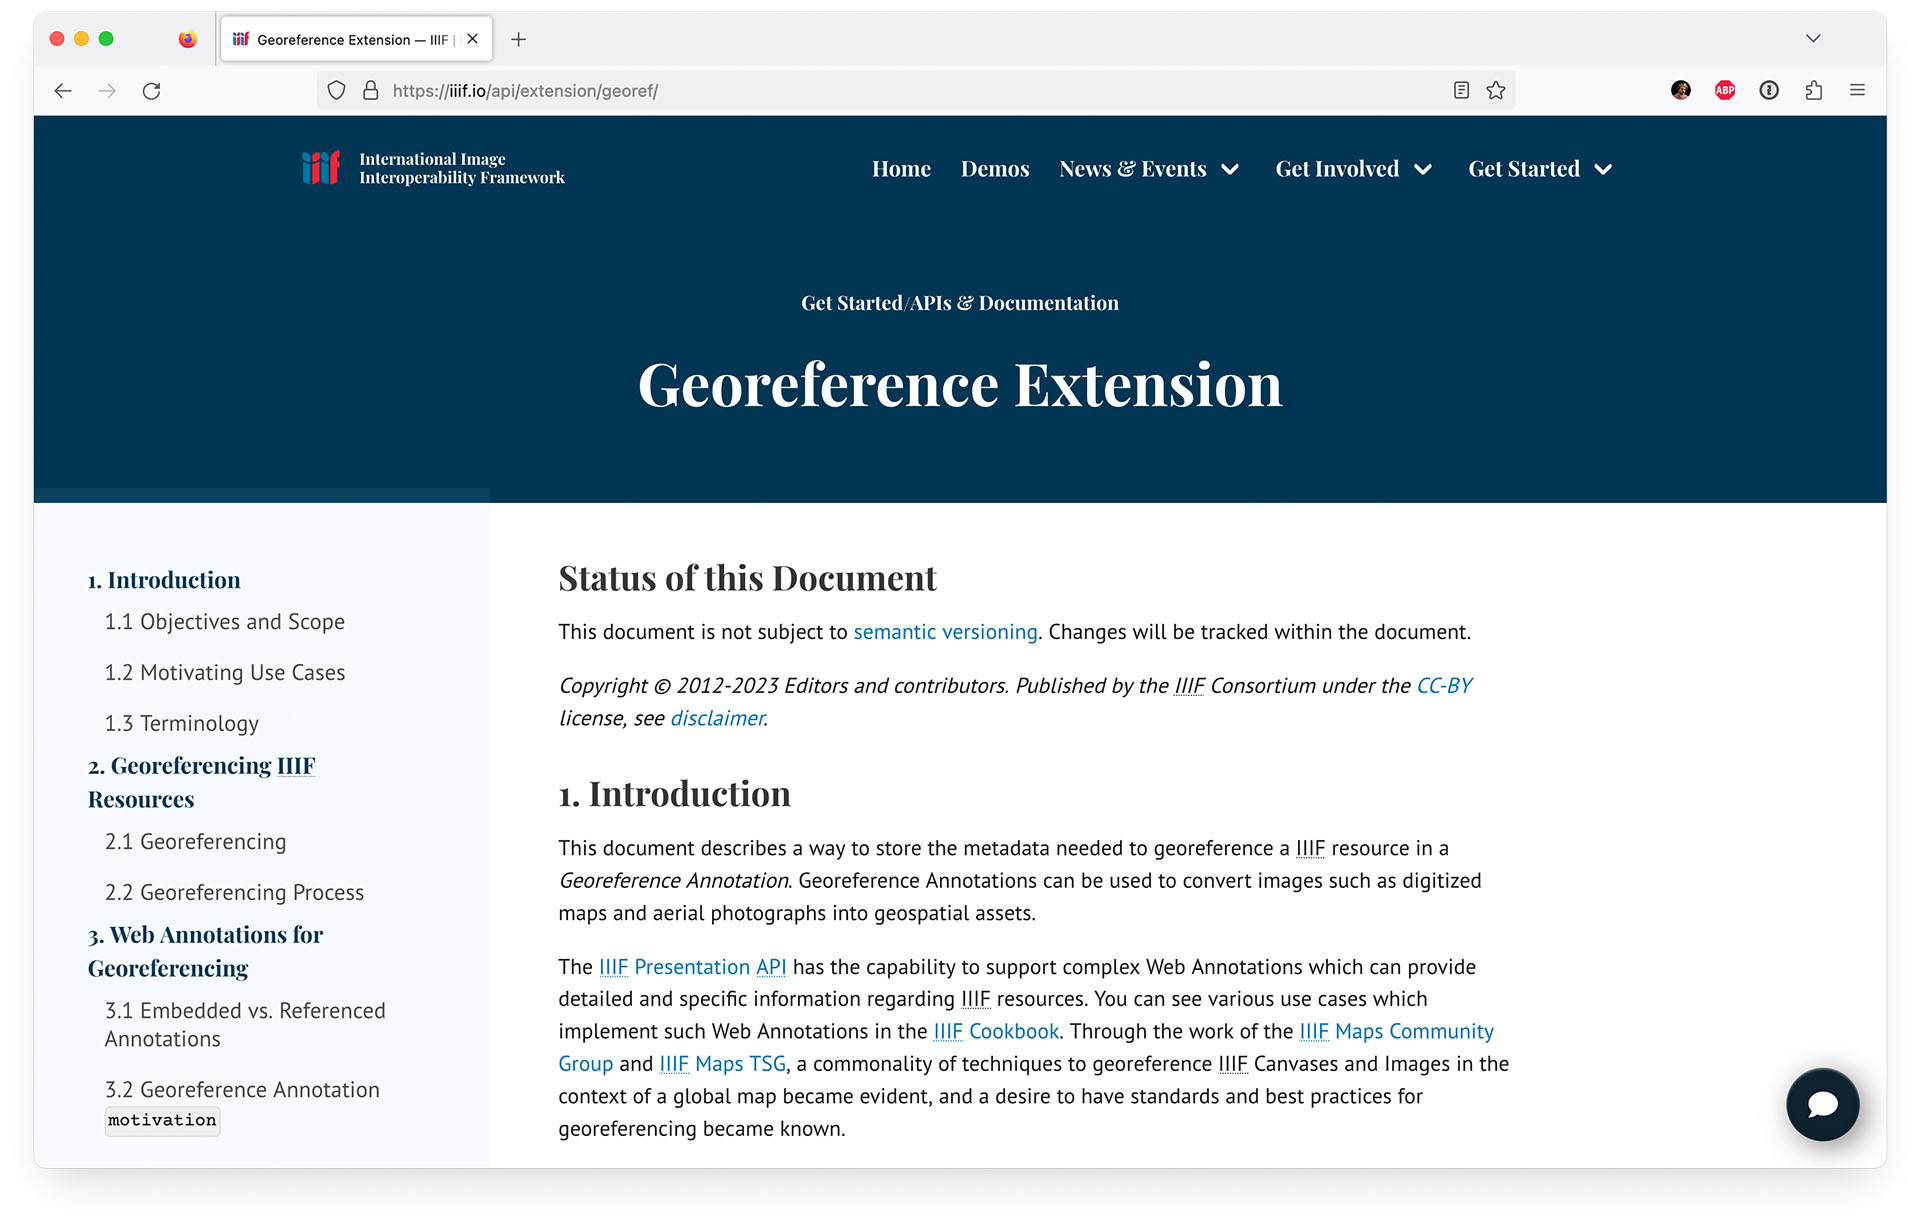 Georeference Extension — IIIF |
https://iiif.io/api/extension/georef/
ABP
International Image
Interoperability Framework
Home Demos News & Events Get Involved Get Started
Get Started/APIs & Documentation
Georeference Extension
1. Introduction
1.1 Objectives and Scope
1.2 Motivating Use Cases
1.3 Terminology
2. Georeferencing IIIF
Resources
2.1 Georeferencing
2.2 Georeferencing Process
3. Web Annotations for
Georeferencing
3.1 Embedded vs. Referenced
Annotations
3.2 Georeference Annotation
motivation
Status of this Document
This document is not subject to semantic versioning. Changes will be tracked within the document.
Copyright © 2012-2023 Editors and contributors. Published by the IIIF Consortium under the CC-BY
license, see disclaimer.
1. Introduction
This document describes a way to store the metadata needed to georeference a IIIF resource in a
Georeference Annotation. Georeference Annotations can be used to convert images such as digitized
maps and aerial photographs into geospatial assets.
The IIIF Presentation API has the capability to support complex Web Annotations which can provide
detailed and specific information regarding IIIF resources. You can see various use cases which
implement such Web Annotations in the IIIF Cookbook. Through the work of the IIIF Maps Community
Group and IIIF Maps TSG, a commonality of techniques to georeference IIIF Canvases and Images in the
context of a global map became evident, and a desire to have standards and best practices for
georeferencing became known.